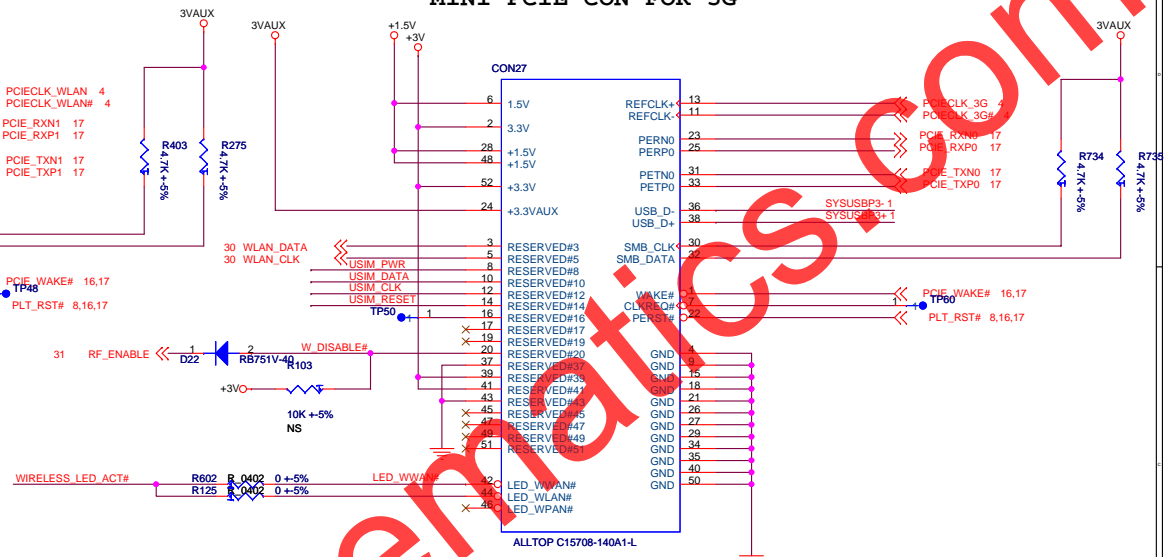 MINI PCIE CON FOR 3G
3VAUX
3VAUX
+1.5V
+3V
3VAUX
CON27
PCIECLK_WLAN 4
PCIECLK_WLAN# 4
PCIE_RXN1 17
PCIE_RXP1 17
PCIE_TXN1 17
PCIE_TXP1 17
R403
4.7K +-5%
R275
4.7K +-5%
6 1.5V
2 3.3V
28 +1.5V
48 +1.5V
52 +3.3V
24 +3.3VAUX
REFCLK+ 13 PCIECLK_3G 4
REFCLK- 11 PCIECLK_3G# 4
PERN0 23 PCIE_RXN0 17
PERP0 25 PCIE_RXP0 17
PETN0 31 PCIE_TXN0 17
PETP0 33 PCIE_TXP0 17
USB_D- 36 SYSUSBP3- 1
USB_D+ 38 SYSUSBP3+ 1
SMB_CLK 30
SMB_DATA 32
R734
4.7K +-5%
R735
4.7K +-5%
30 WLAN_DATA 3 RESERVED#3
30 WLAN_CLK 5 RESERVED#5
USIM_PWR 8 RESERVED#8
USIM_DATA 10 RESERVED#10
USIM_CLK 12 RESERVED#12
USIM_RESET 14 RESERVED#14
TP50 1 16 RESERVED#16
17 RESERVED#17
19 RESERVED#19
20 RESERVED#20
37 RESERVED#37
39 RESERVED#39
41 RESERVED#41
43 RESERVED#43
45 RESERVED#45
47 RESERVED#47
49 RESERVED#49
51 RESERVED#51
PCIE_WAKE# 16,17
TP48
PLT_RST# 8,16,17
WAKE# 1 PCIE_WAKE# 16,17
CLKREQ# 7 1 TP60
PERST# 22 PLT_RST# 8,16,17
31 RF_ENABLE 1 D22 2 RB751V-40 W_DISABLE#
+3V R103
10K +-5%
NS
GND 4
GND 9
GND 15
GND 18
GND 21
GND 26
GND 27
GND 29
GND 34
GND 35
GND 40
GND 50
WIRELESS_LED_ACT# R602 R_0402 0 +-5% LED_WWAN# 42 LED_WWAN#
R125 R_0402 0 +-5% 44 LED_WLAN#
46 LED_WPAN#
ALLTOP C15708-140A1-L
ematics.com